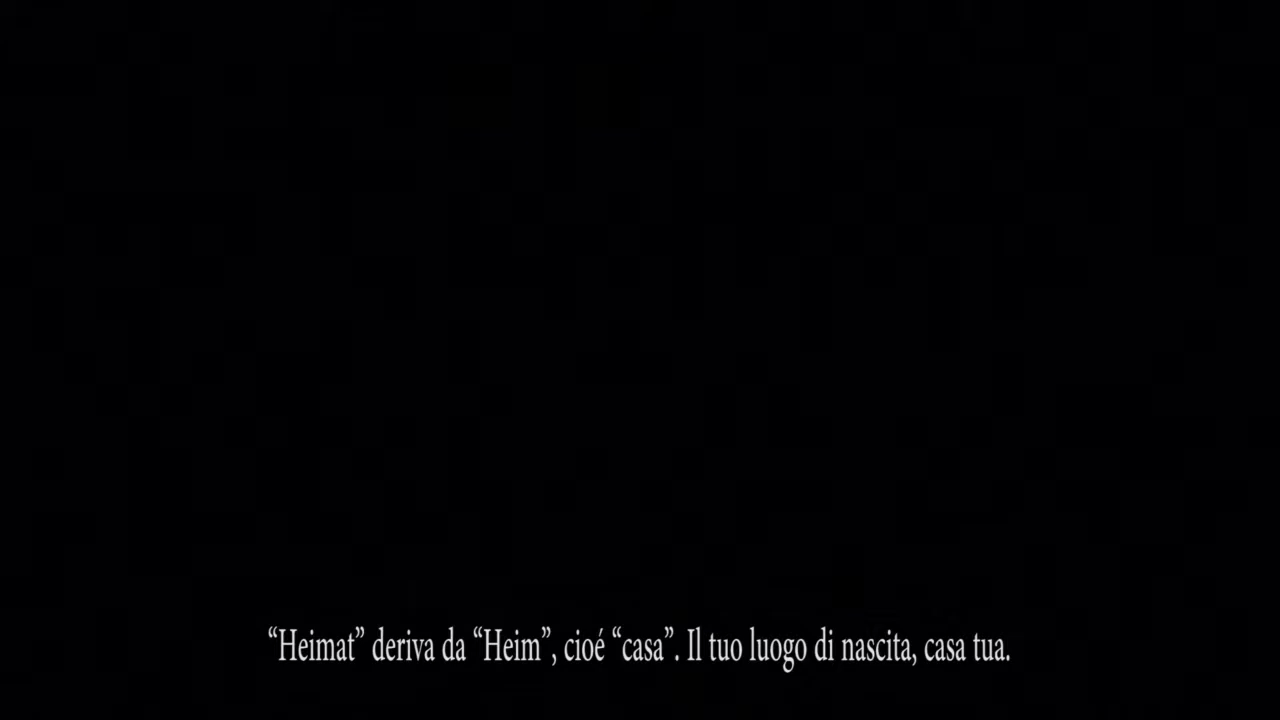 “Heimat” deriva da “Heim”, cioé “casa”. Il tuo luogo di nascita, casa tua.